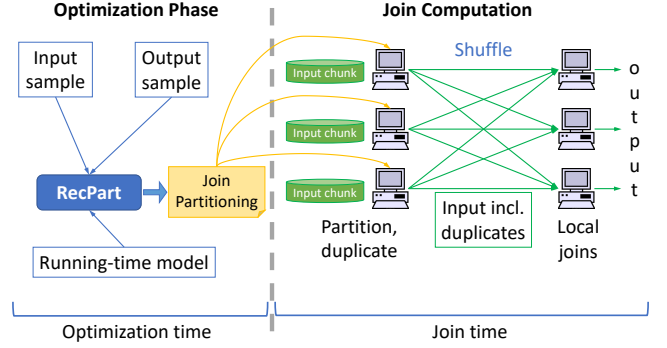 Optimization Phase
Join Computation
Input
sample
Output
sample
Shuffle
Input chunk
Input chunk
Input chunk
RecPart
Join
Partitioning
Running-time model
Partition,
duplicate
Input incl.
duplicates
Local
joins
o
u
t
p
u
t
Optimization time
Join time